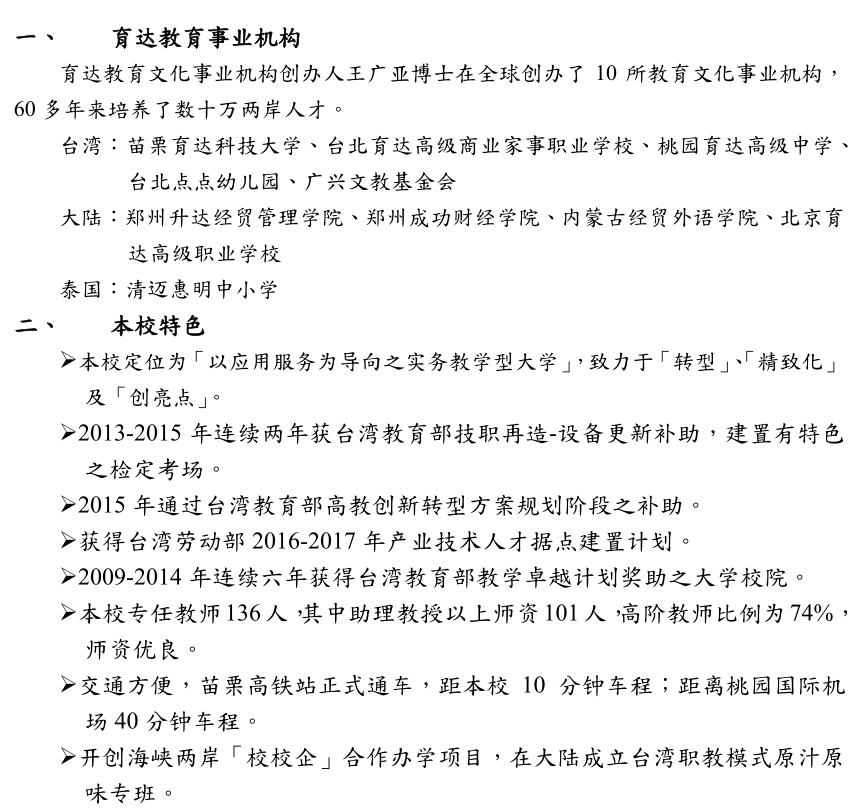 一、 育达教育事业机构
育达教育文化事业机构创办人王广亚博士在全球创办了 10 所教育文化事业机构，
60 多年来培养了数十万两岸人才。
台湾：苗栗育达科技大学、台北育达高级商业家事职业学校、桃园育达高级中学、
台北点点幼儿园、广兴文教基金会
大陆：郑州升达经贸管理学院、郑州成功财经学院、内蒙古经贸外语学院、北京育
达高级职业学校
泰国：清迈惠明中小学
二、 本校特色
➢本校定位为「以应用服务为导向之实务教学型大学」，致力于「转型」、「精致化」
及「创亮点」。
➢2013-2015 年连续两年获台湾教育部技职再造-设备更新补助，建置有特色
之检定考场。
➢2015 年通过台湾教育部高教创新转型方案规划阶段之补助。
➢获得台湾劳动部 2016-2017 年产业技术人才据点建置计划。
➢2009-2014 年连续六年获得台湾教育部教学卓越计划奖助之大学校院。
➢本校专任教师 136 人，其中助理教授以上师资 101 人，高阶教师比例为 74%，
师资优良。
➢交通方便，苗栗高铁站正式通车，距本校 10 分钟车程；距离桃园国际机
场 40 分钟车程。
➢开创海峡两岸「校校企」合作办学项目，在大陆成立台湾职教模式原汁原
味专班。